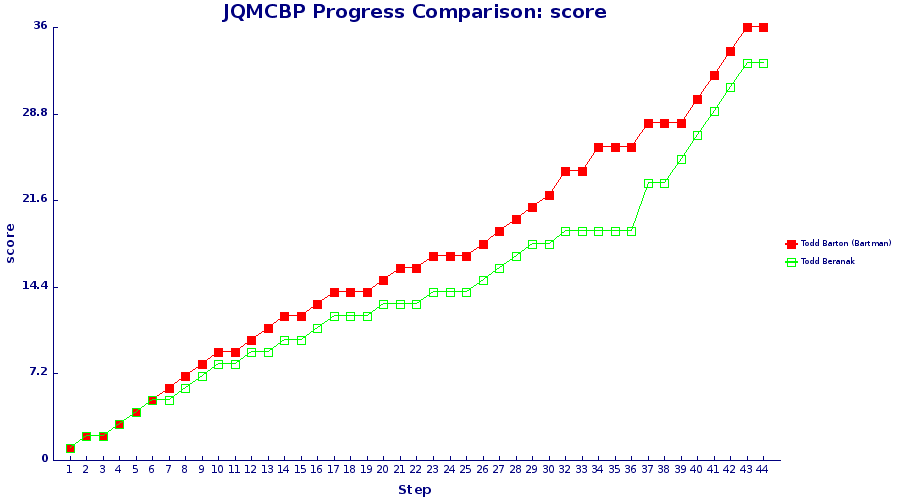 JQMCBP Progress Comparison: score
36
28.8
21.6
14.4
7.2
0
score
1 2 3 4 5 6 7 8 9 10 11 12 13 14 15 16 17 18 19 20 21 22 23 24 25 26 27 28 29 30 32 33 34 35 36 37 38 39 40 41 42 43 44
Step
Todd Barton (Bartman)
Todd Beranak